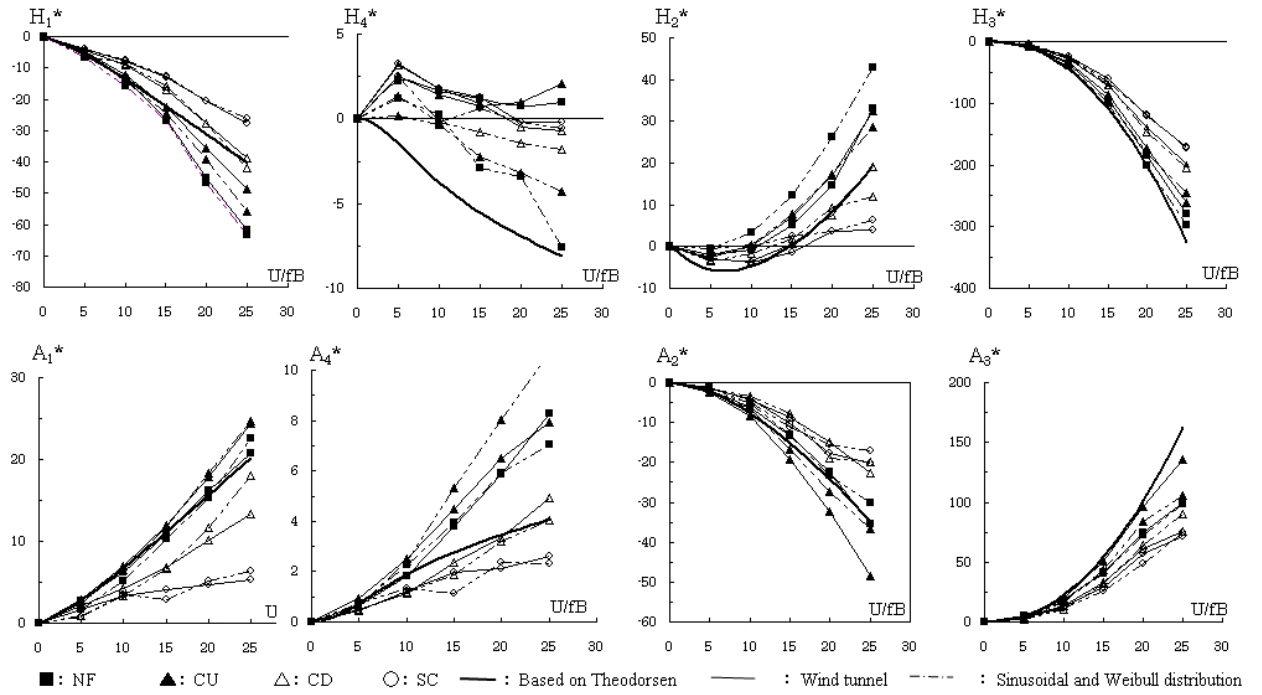 H1* H4* H2* H3*
0 -10 -20 -30 -40 -50 -60 -70 -80
U/fB
0 5 10 15 20 25 30
5 0 -5 -10
U/fB
0 5 10 15 20 25 30
50 40 30 20 10 0 -10
U/fB
0 5 10 15 20 25 30
0 -100 -200 -300 -400
U/fB
0 5 10 15 20 25 30
A1* A4* A2* A3*
30 20 10 0
U
0 5 10 15 20 25
10 8 6 4 2 0
U/fB
0 5 10 15 20 25 30
0 -10 -20 -30 -40 -50 -60
U/fB
0 5 10 15 20 25 30
200 150 100 50 0
U/fB
0 5 10 15 20 25 30
: NF : CU : CD : SC : Based on Theodorsen : Wind tunnel : Sinusoidal and Weibull distribution